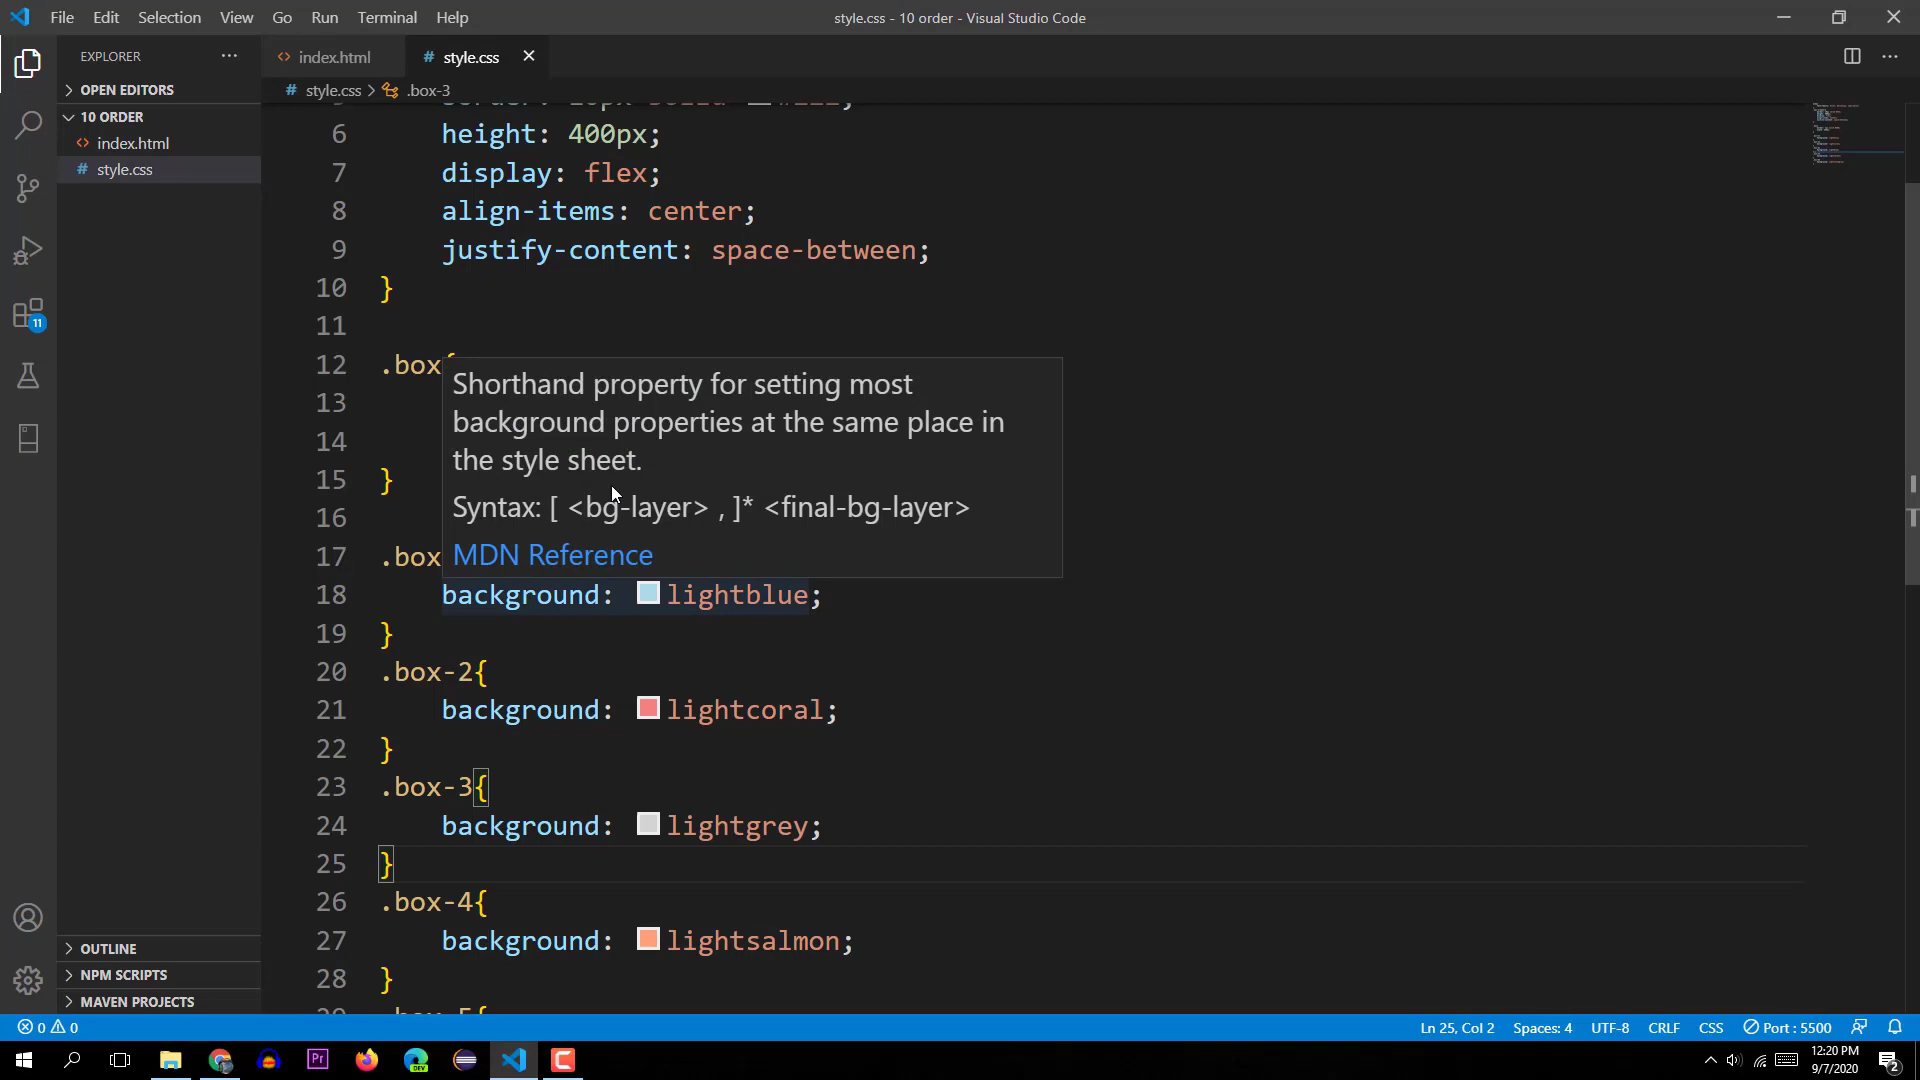 File Edit Selection View Go Run Terminal Help
style.css - 10 order - Visual Studio Code
EXPLORER
index.html
style.css
OPEN EDITORS
style.css > .box-3
10 ORDER
index.html
style.css
6 height: 400px;
7 display: flex;
8 align-items: center;
9 justify-content: space-between;
10 }
11
12 .box{
13
14
15 }
16
Shorthand property for setting most
background properties at the same place in
the style sheet.
Syntax: [ <bg-layer> , ]* <final-bg-layer>
MDN Reference
17 .box
18 background: lightblue;
19 }
20 .box-2{
21 background: lightcoral;
22 }
23 .box-3{
24 background: lightgrey;
25 }
26 .box-4{
27 background: lightsalmon;
28 }
11
OUTLINE
NPM SCRIPTS
MAVEN PROJECTS
0 0
Ln 25, Col 2 Spaces: 4 UTF-8 CRLF CSS Port : 5500
Pr
DEV
12:20 PM
9/7/2020
2